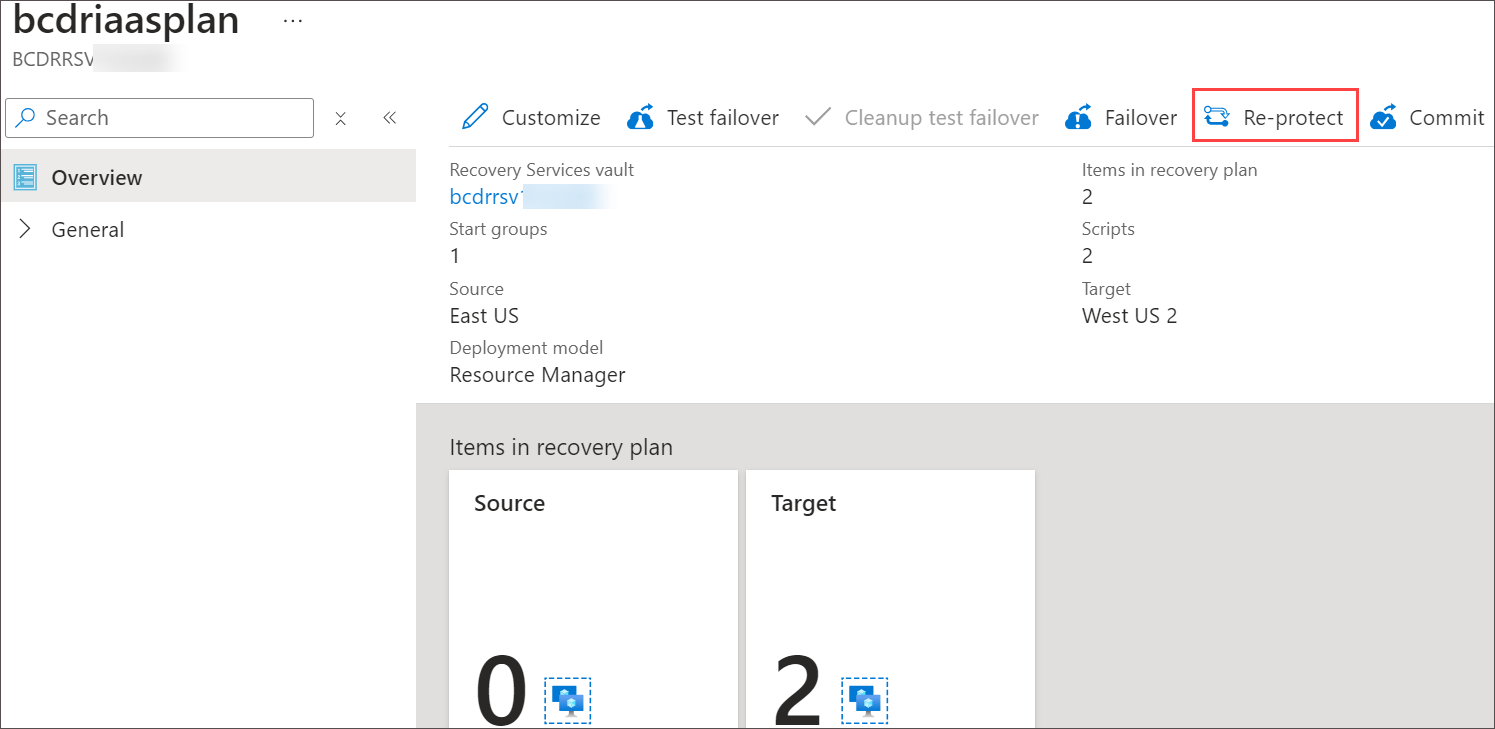 bcdriaasplan ...
BCDRRSV
Search
Customize Test failover Cleanup test failover Failover Re-protect Commit
Overview
General
Recovery Services vault
bcdrrsv
Items in recovery plan
2
Start groups
1
Scripts
2
Source
East US
Target
West US 2
Deployment model
Resource Manager
Items in recovery plan
Source
0
Target
2